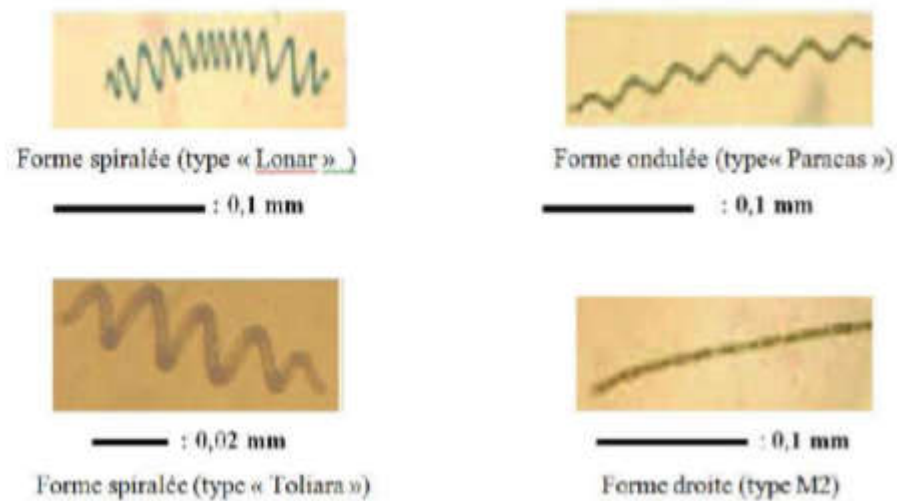 Forme spiralée (type « Lonar » )
Forme ondulée (type« Paracas »)
: 0,1 mm
: 0,1 mm
: 0,02 mm
: 0,1 mm
Forme spiralée (type « Toliara »)
Forme droite (type M2)